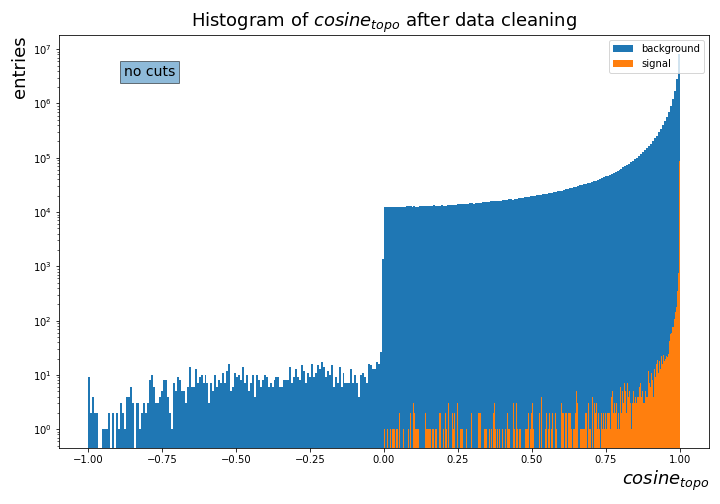 Histogram of cosine_topo after data cleaning
entries
no cuts
background
signal
10^7
10^6
10^5
10^4
10^3
10^2
10^1
10^0
−1.00 −0.75 −0.50 −0.25 0.00 0.25 0.50 0.75 1.00
cosine_topo